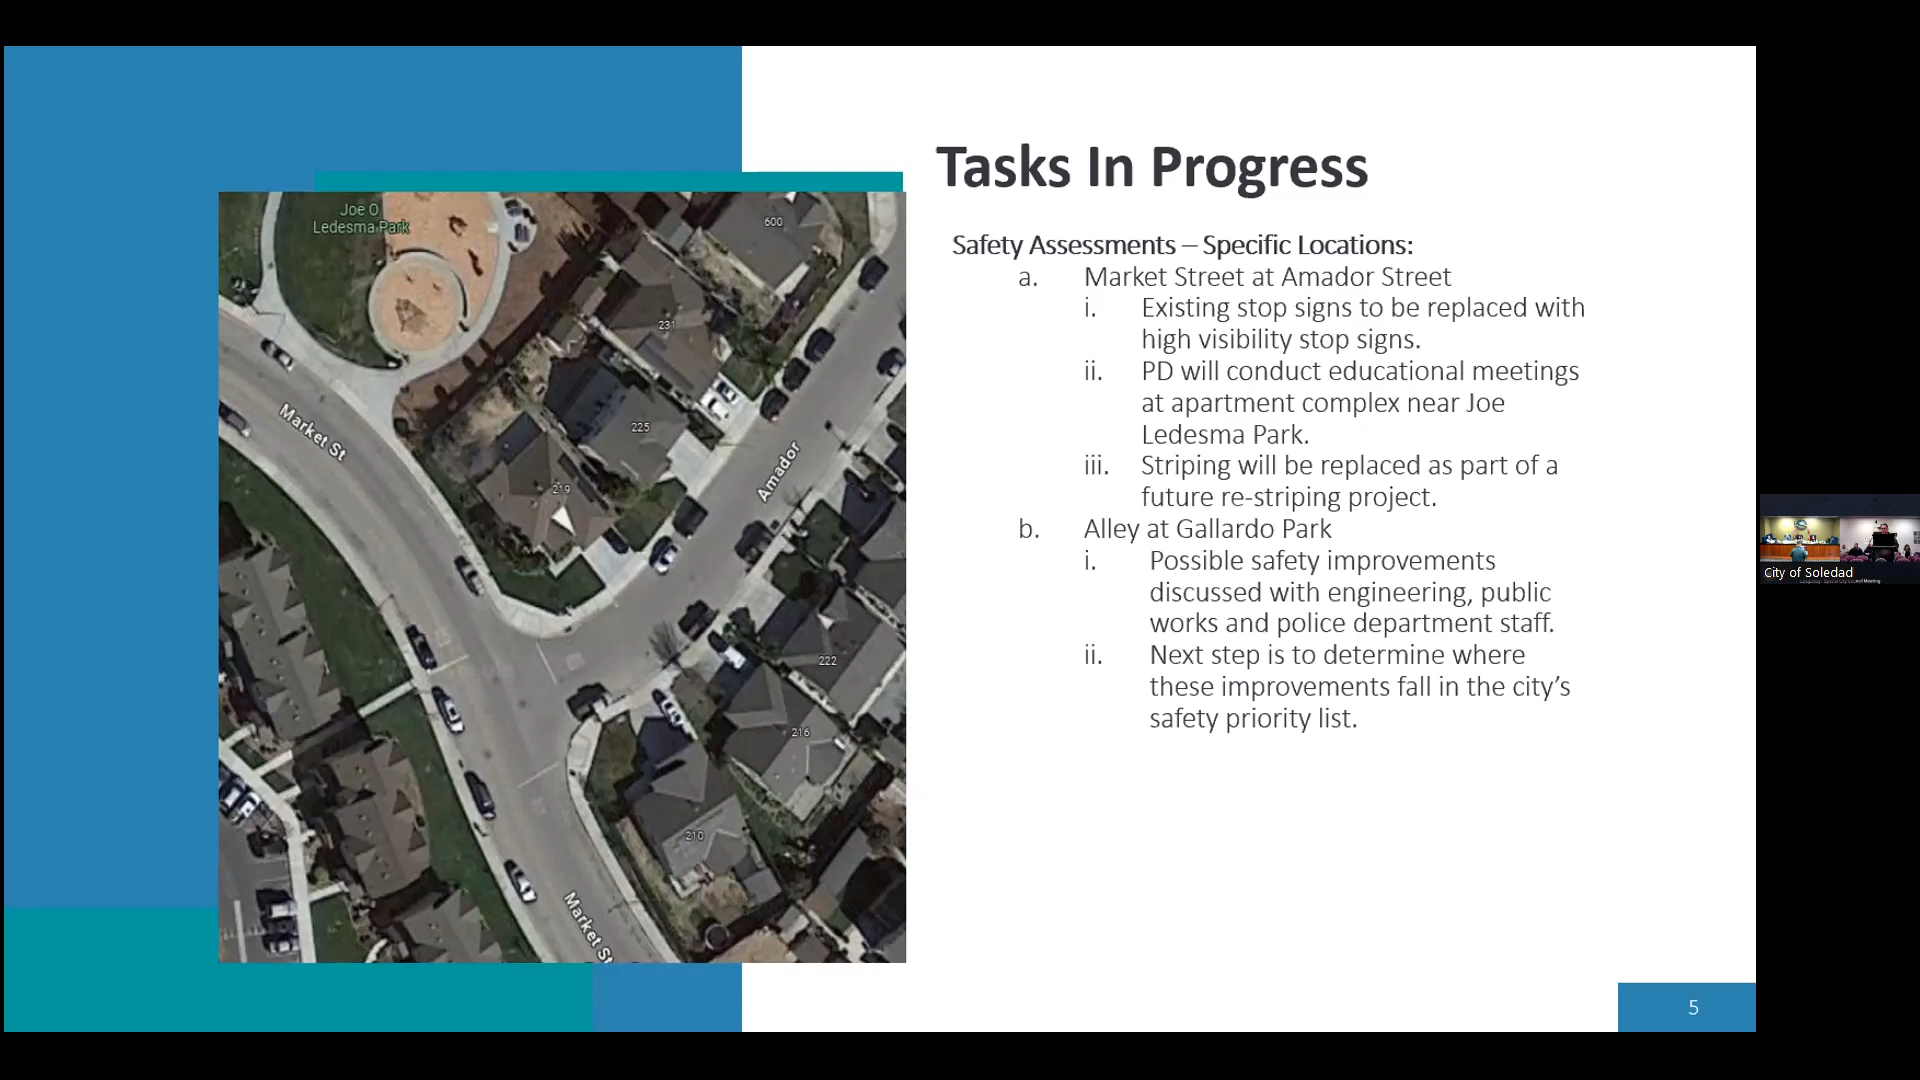 Tasks In Progress
Safety Assessments – Specific Locations:
a. Market Street at Amador Street
i. Existing stop signs to be replaced with
high visibility stop signs.
ii. PD will conduct educational meetings
at apartment complex near Joe
Ledesma Park.
iii. Striping will be replaced as part of a
future re-striping project.
b. Alley at Gallardo Park
i. Possible safety improvements
discussed with engineering, public
works and police department staff.
ii. Next step is to determine where
these improvements fall in the city’s
safety priority list.
5
Joe O
Ledesma Park
600
231
225
219
Market St
Amador
222
216
210
Market St
City of Soledad